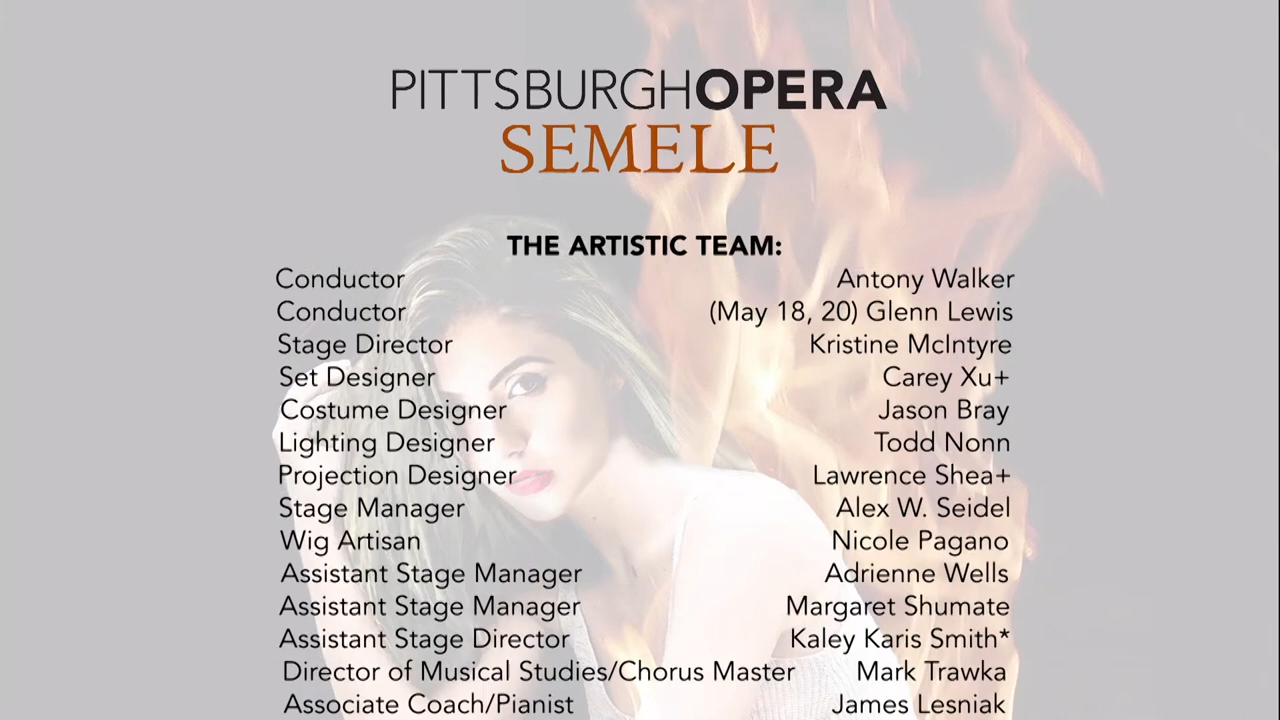 PITTSBURGHOPERA
SEMELE
THE ARTISTIC TEAM:
Conductor Antony Walker
Conductor (May 18, 20) Glenn Lewis
Stage Director Kristine McIntyre
Set Designer Carey Xu+
Costume Designer Jason Bray
Lighting Designer Todd Nonn
Projection Designer Lawrence Shea+
Stage Manager Alex W. Seidel
Wig Artisan Nicole Pagano
Assistant Stage Manager Adrienne Wells
Assistant Stage Manager Margaret Shumate
Assistant Stage Director Kaley Karis Smith*
Director of Musical Studies/Chorus Master Mark Trawka
Associate Coach/Pianist James Lesniak